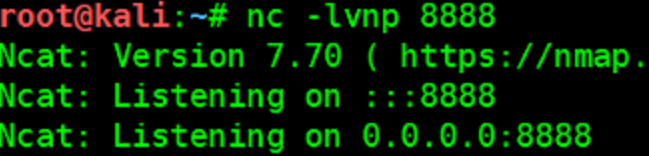 root@kali:~# nc -lvnp 8888
Ncat: Version 7.70 ( https://nmap.
Ncat: Listening on :::8888
Ncat: Listening on 0.0.0.0:8888